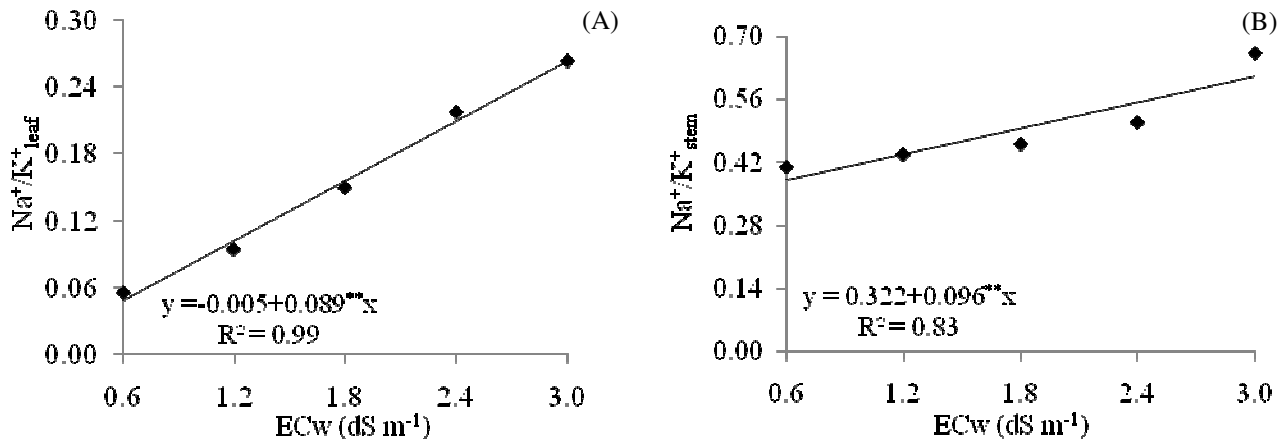 (A)
0.30
0.24
0.18
0.12
0.06
0.00
Na⁺/K⁺leaf
y =-0.005+0.089**x
R² = 0.99
0.6 1.2 1.8 2.4 3.0
ECw (dS m⁻¹)
(B)
0.70
0.56
0.42
0.28
0.14
0.00
Na⁺/K⁺stem
y = 0.322+0.096**x
R² = 0.83
0.6 1.2 1.8 2.4 3.0
ECw (dS m⁻¹)